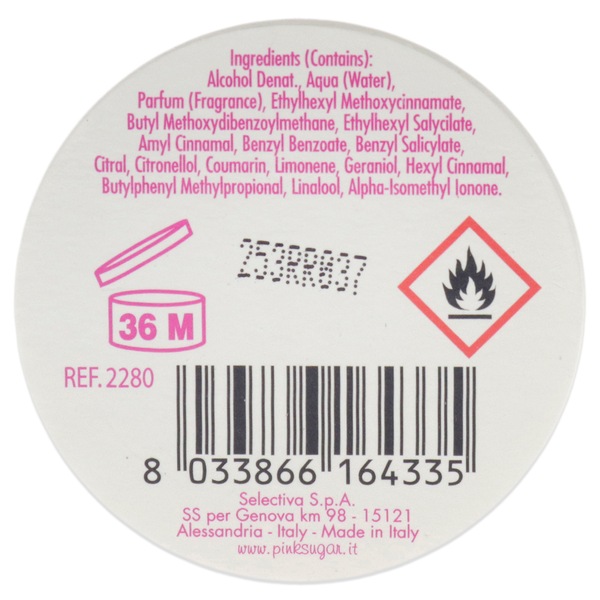 Ingredients (Contains):
Alcohol Denat., Aqua (Water),
Parfum (Fragrance), Ethylhexyl Methoxycinnamate,
Butyl Methoxydibenzoylmethane, Ethylhexyl Salycilate,
Amyl Cinnamal, Benzyl Benzoate, Benzyl Salicylate,
Citral, Citronellol, Coumarin, Limonene, Geraniol, Hexyl Cinnamal,
Butylphenyl Methylpropional, Linalool, Alpha-Isomethyl Ionone.
253RR037
36 M
REF. 2280
8 033866 164335
Selectiva S.p.A.
SS per Genova km 98 - 15121
Alessandria - Italy - Made in Italy
www.pinksugar.it